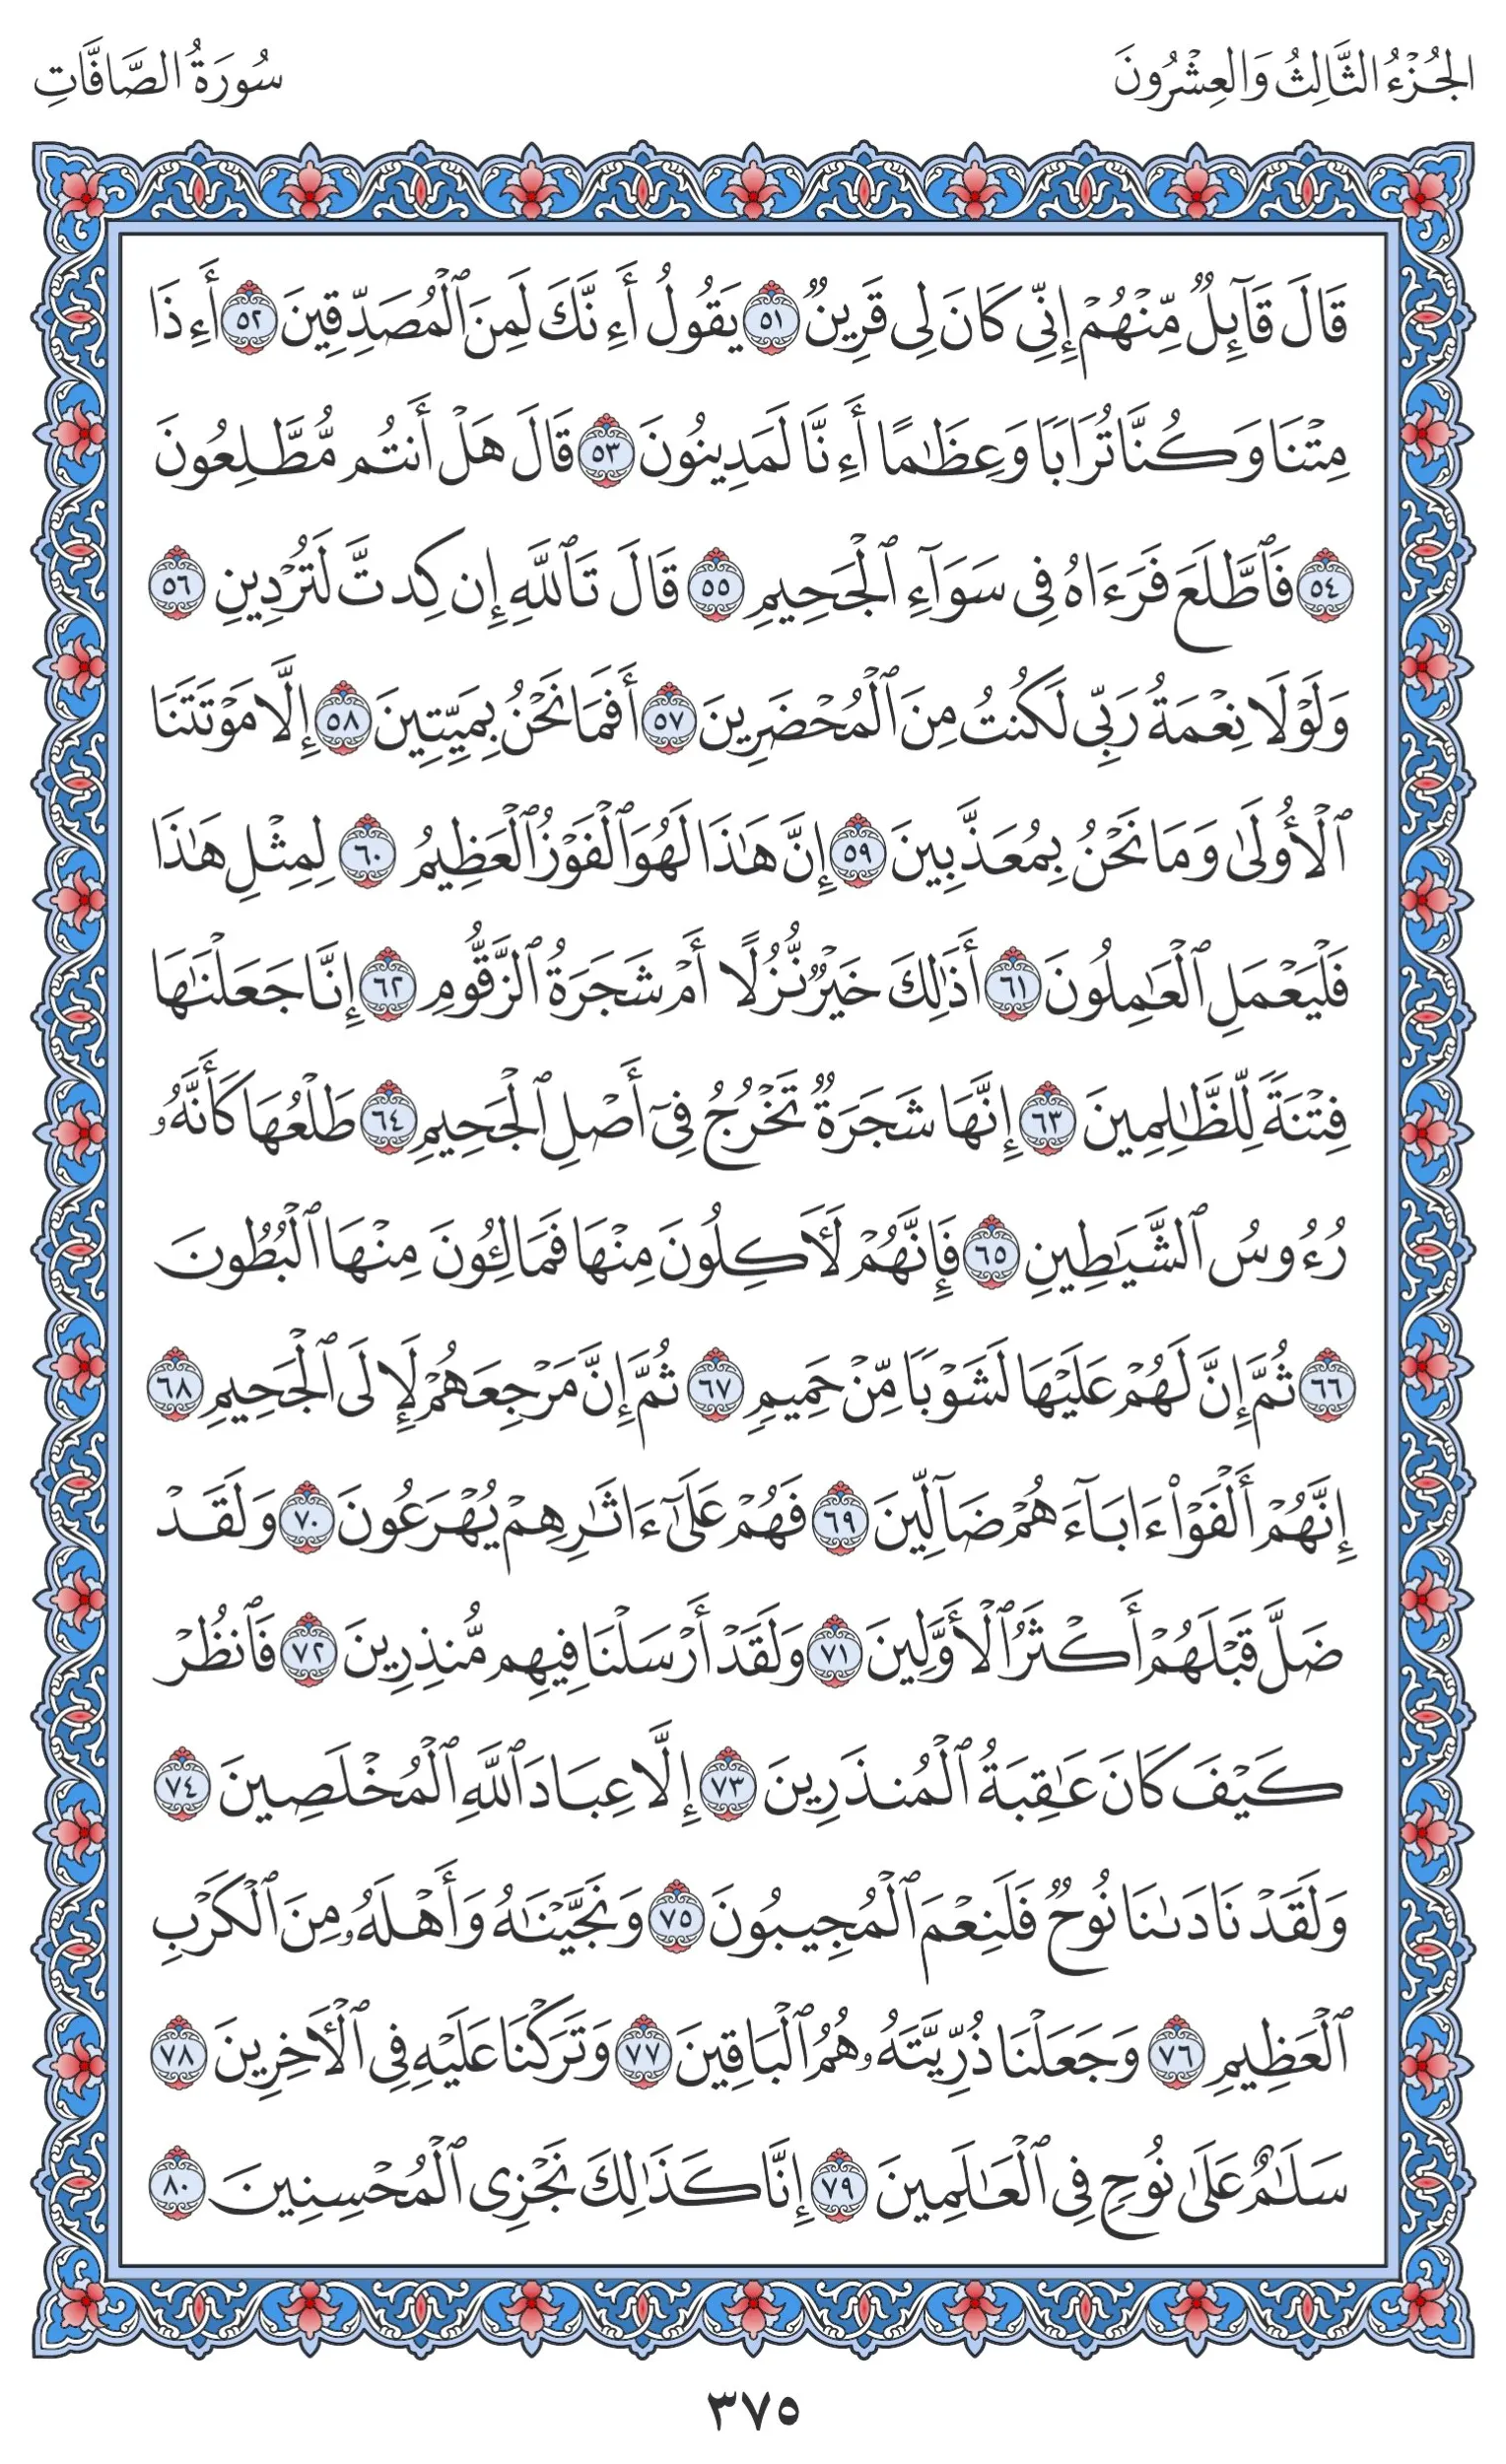 الجُزْءُ الثَّالِثُ وَالعِشْرُونَ
سُورَةُ الصَّافَّاتِ
قَالَ قَآئِلٌ مِّنْهُمْ إِنِّى كَانَ لِى قَرِينٌ ٥١ يَقُولُ أَءِنَّكَ لَمِنَ ٱلْمُصَدِّقِينَ ٥٢ أَءِذَا
مِتْنَا وَكُنَّا تُرَابًا وَعِظَٰمًا أَءِنَّا لَمَدِينُونَ ٥٣ قَالَ هَلْ أَنتُم مُّطَّلِعُونَ
٥٤ فَٱطَّلَعَ فَرَءَاهُ فِى سَوَآءِ ٱلْجَحِيمِ ٥٥ قَالَ تَٱللَّهِ إِن كِدتَّ لَتُرْدِينِ ٥٦
وَلَوْلَا نِعْمَةُ رَبِّى لَكُنتُ مِنَ ٱلْمُحْضَرِينَ ٥٧ أَفَمَا نَحْنُ بِمَيِّتِينَ ٥٨ إِلَّا مَوْتَتَنَا
ٱلْأُولَىٰ وَمَا نَحْنُ بِمُعَذَّبِينَ ٥٩ إِنَّ هَٰذَا لَهُوَ ٱلْفَوْزُ ٱلْعَظِيمُ ٦٠ لِمِثْلِ هَٰذَا
فَلْيَعْمَلِ ٱلْعَٰمِلُونَ ٦١ أَذَٰلِكَ خَيْرٌ نُّزُلًا أَمْ شَجَرَةُ ٱلزَّقُّومِ ٦٢ إِنَّا جَعَلْنَٰهَا
فِتْنَةً لِّلظَّٰلِمِينَ ٦٣ إِنَّهَا شَجَرَةٌ تَخْرُجُ فِىٓ أَصْلِ ٱلْجَحِيمِ ٦٤ طَلْعُهَا كَأَنَّهُۥ
رُءُوسُ ٱلشَّيَٰطِينِ ٦٥ فَإِنَّهُمْ لَءَاكِلُونَ مِنْهَا فَمَالِـُٔونَ مِنْهَا ٱلْبُطُونَ
٦٦ ثُمَّ إِنَّ لَهُمْ عَلَيْهَا لَشَوْبًا مِّنْ حَمِيمٍ ٦٧ ثُمَّ إِنَّ مَرْجِعَهُمْ لَإِلَى ٱلْجَحِيمِ ٦٨
إِنَّهُمْ أَلْفَوْا۟ ءَابَآءَهُمْ ضَآلِّينَ ٦٩ فَهُمْ عَلَىٰٓ ءَاثَٰرِهِمْ يُهْرَعُونَ ٧٠ وَلَقَدْ
ضَلَّ قَبْلَهُمْ أَكْثَرُ ٱلْأَوَّلِينَ ٧١ وَلَقَدْ أَرْسَلْنَا فِيهِم مُّنذِرِينَ ٧٢ فَٱنظُرْ
كَيْفَ كَانَ عَٰقِبَةُ ٱلْمُنذَرِينَ ٧٣ إِلَّا عِبَادَ ٱللَّهِ ٱلْمُخْلَصِينَ ٧٤
وَلَقَدْ نَادَىٰنَا نُوحٌ فَلَنِعْمَ ٱلْمُجِيبُونَ ٧٥ وَنَجَّيْنَٰهُ وَأَهْلَهُۥ مِنَ ٱلْكَرْبِ
ٱلْعَظِيمِ ٧٦ وَجَعَلْنَا ذُرِّيَّتَهُۥ هُمُ ٱلْبَاقِينَ ٧٧ وَتَرَكْنَا عَلَيْهِ فِى ٱلْءَاخِرِينَ ٧٨
سَلَٰمٌ عَلَىٰ نُوحٍ فِى ٱلْعَٰلَمِينَ ٧٩ إِنَّا كَذَٰلِكَ نَجْزِى ٱلْمُحْسِنِينَ ٨٠
٣٧٥